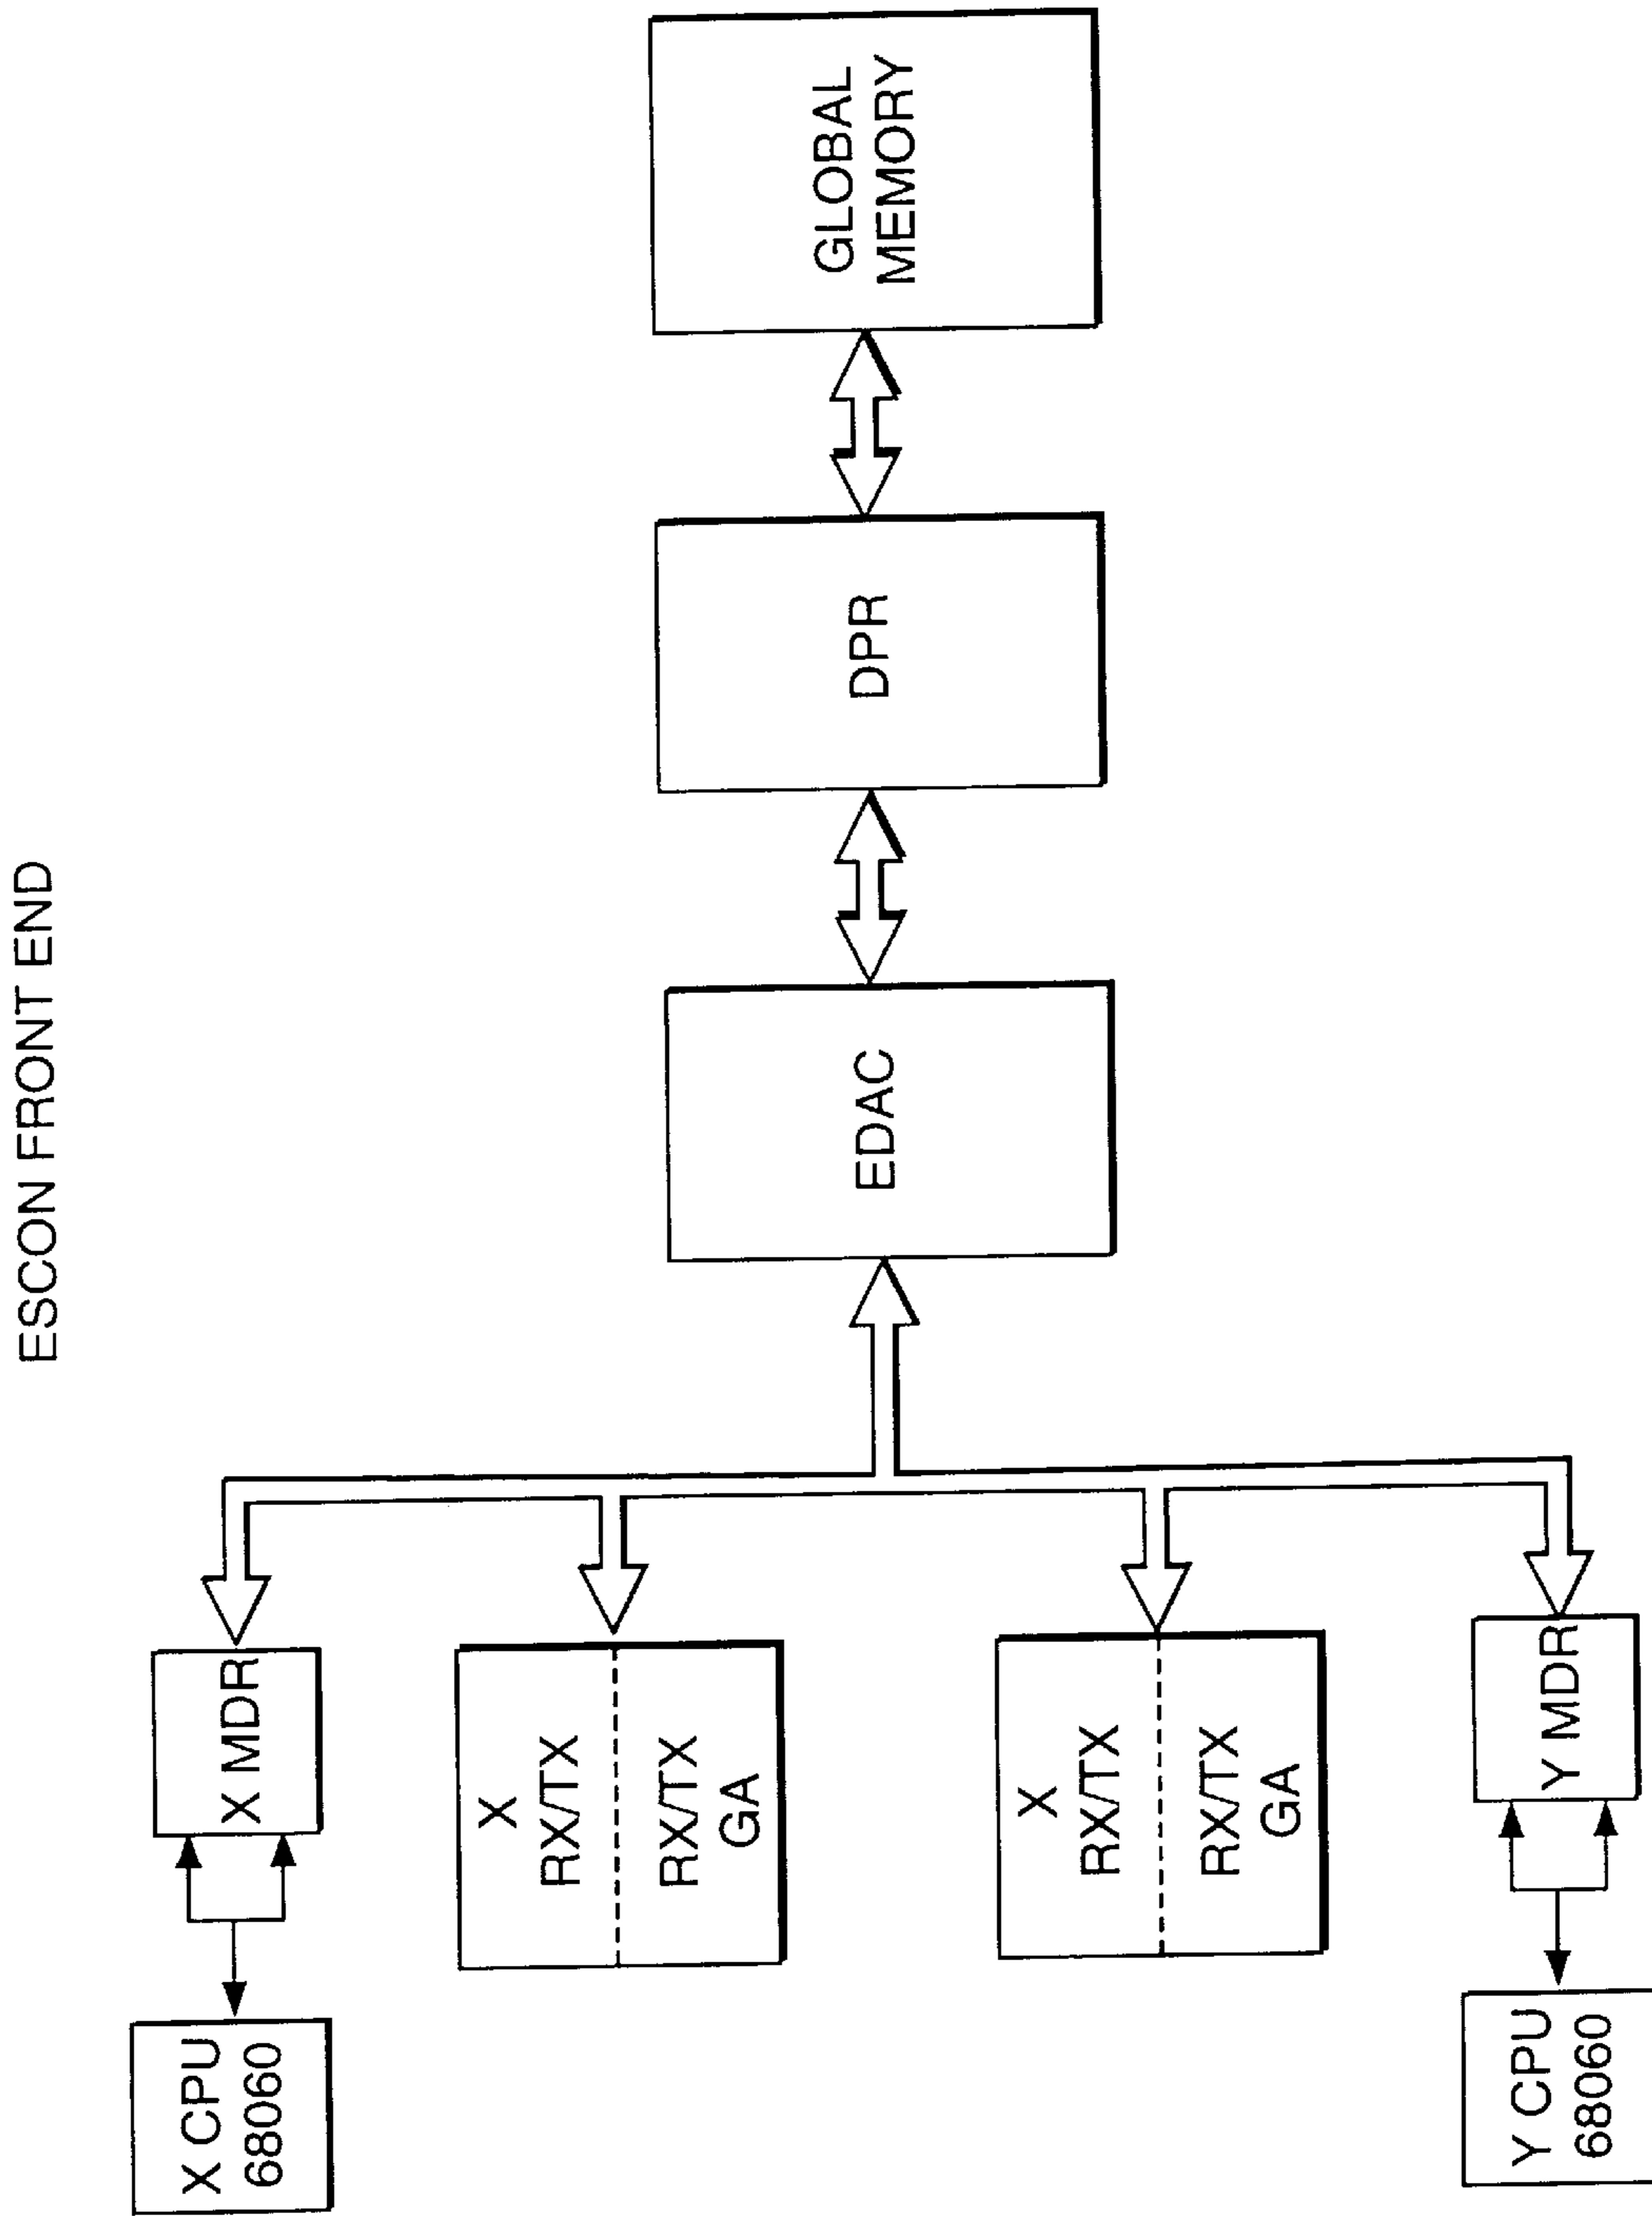 ESCON FRONT END
X CPU
68060
X MDR
X
RX/TX
RX/TX
GA
X
RX/TX
RX/TX
GA
Y CPU
68060
Y MDR
EDAC
DPR
GLOBAL
MEMORY